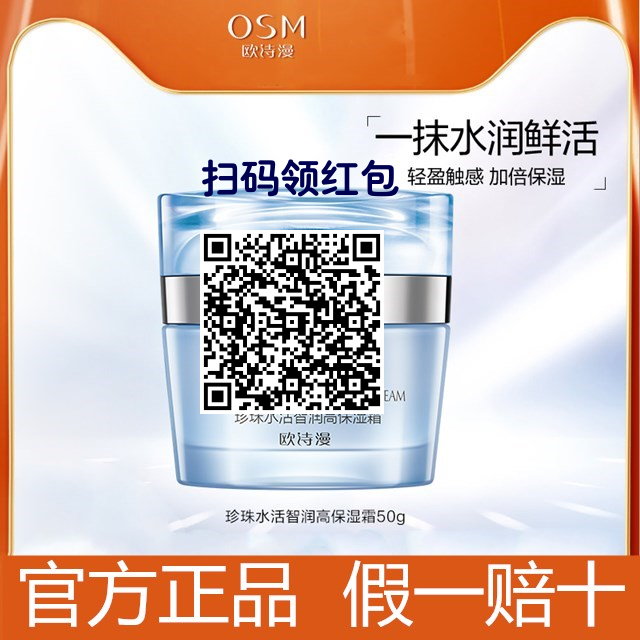 OSM
欧诗漫
一抹水润鲜活
轻盈触感 加倍保湿
扫码领红包
EAM
珍珠水活智润高保湿霜
欧诗漫
珍珠水活智润高保湿霜50g
官方正品 假一赔十